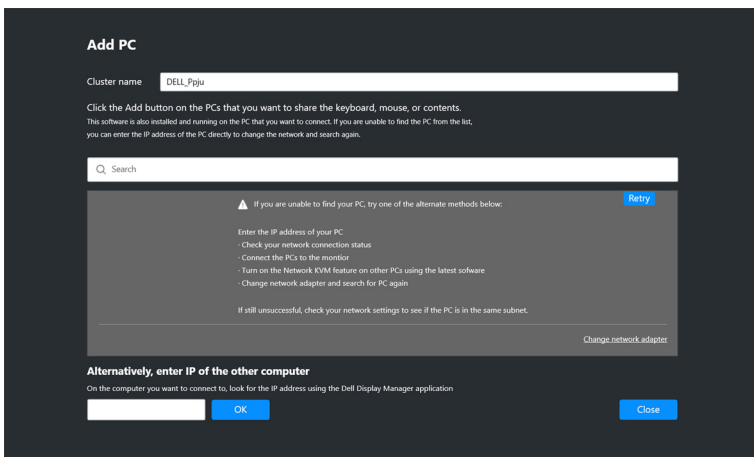 Add PC
Cluster name DELL_Ppju
Click the Add button on the PCs that you want to share the keyboard, mouse, or contents.
This software is also installed and running on the PC that you want to connect. If you are unable to find the PC from the list,
you can enter the IP address of the PC directly to change the network and search again.
Search
If you are unable to find your PC, try one of the alternate methods below:
Retry
Enter the IP address of your PC
· Check your network connection status
· Connect the PCs to the montior
· Turn on the Network KVM feature on other PCs using the latest sofware
· Change network adapter and search for PC again
If still unsuccessful, check your network settings to see if the PC is in the same subnet.
Change network adapter
Alternatively, enter IP of the other computer
On the computer you want to connect to, look for the IP address using the Dell Display Manager application
OK
Close